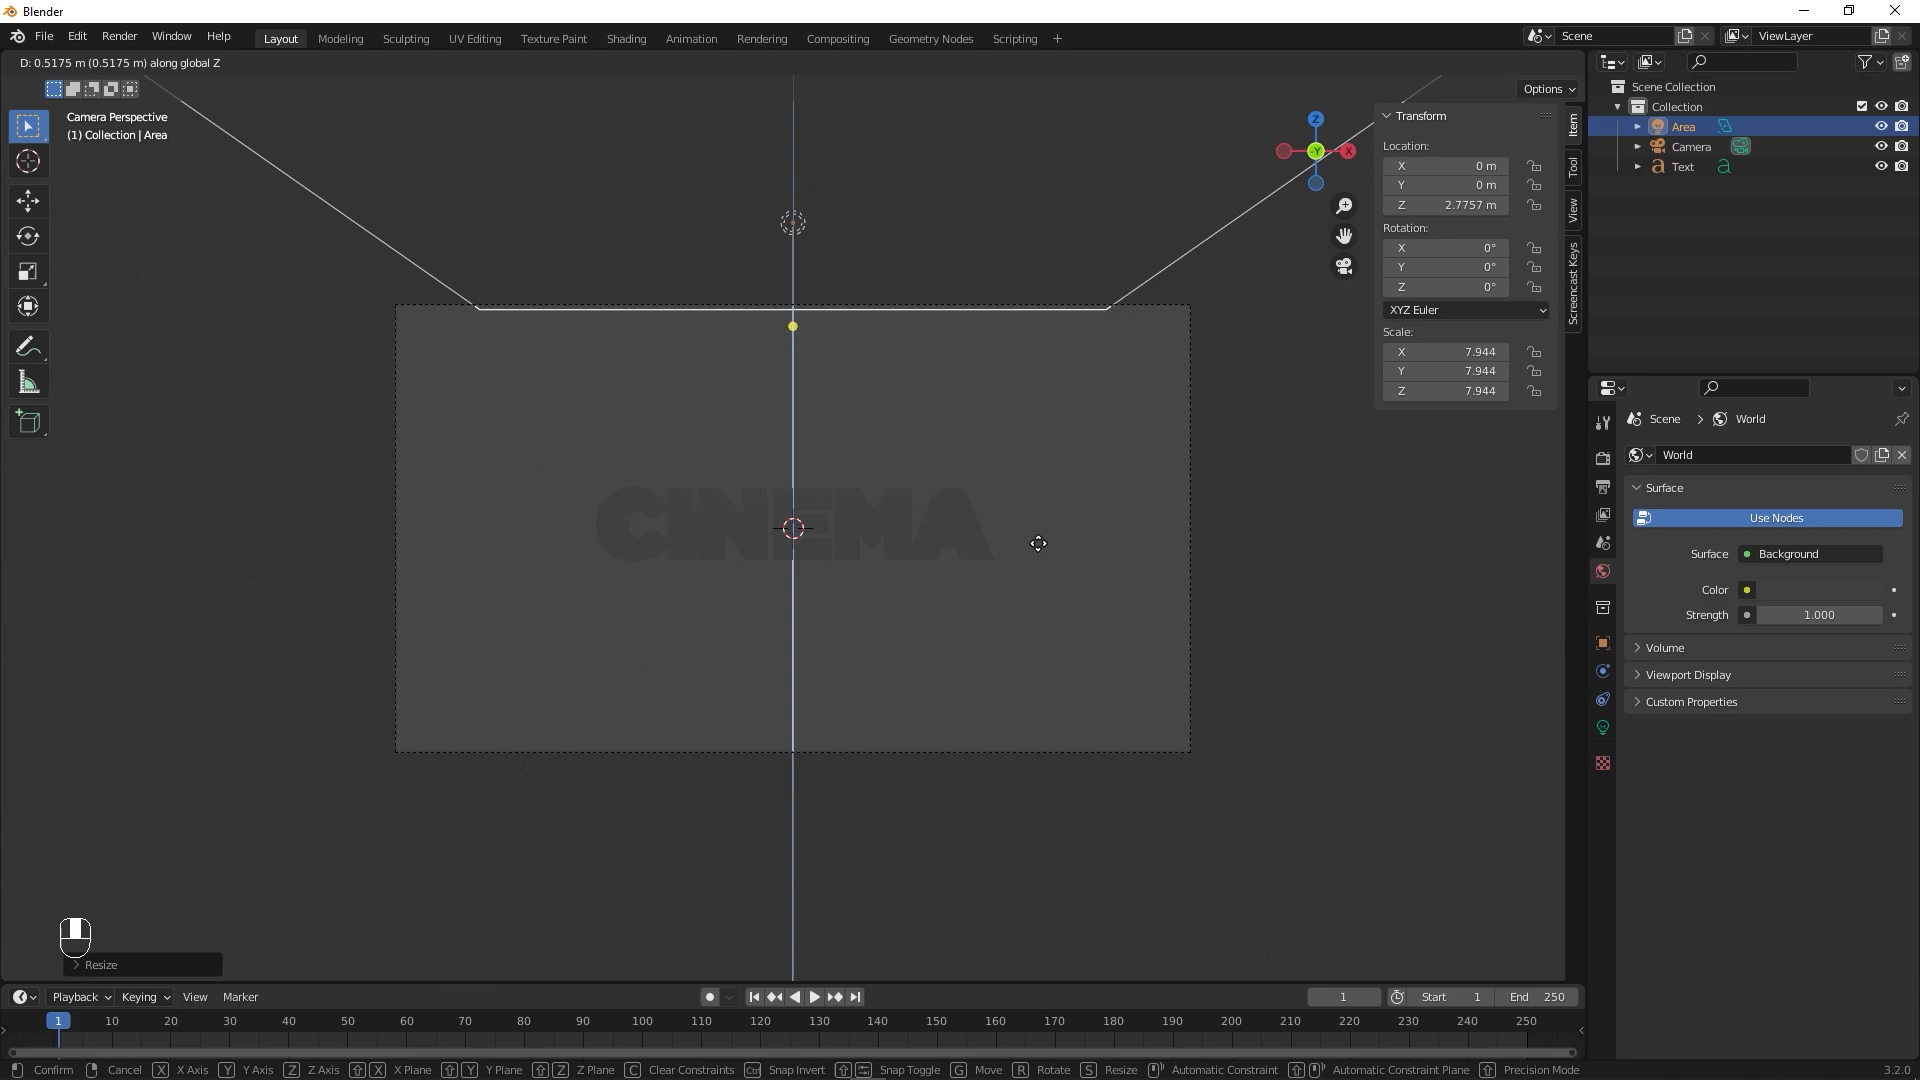 Blender
File Edit Render Window Help Layout Modeling Sculpting UV Editing Texture Paint Shading Animation Rendering Compositing Geometry Nodes Scripting + Scene ViewLayer
D: 0.5175 m (0.5175 m) along global Z
Options
Camera Perspective
(1) Collection | Area
Z
-Y
X
Transform
Location:
X 0 m
Y 0 m
Z 2.7757 m
Rotation:
X 0°
Y 0°
Z 0°
XYZ Euler
Scale:
X 7.944
Y 7.944
Z 7.944
Item
Tool
View
Screencast Keys
Scene Collection
Collection
Area
Camera
Text
Scene > World
World
Surface
Use Nodes
Surface Background
Color
Strength 1.000
Volume
Viewport Display
Custom Properties
CINEMA
Resize
Playback Keying View Marker 1 Start 1 End 250
1 10 20 30 40 50 60 70 80 90 100 110 120 130 140 150 160 170 180 190 200 210 220 230 240 250
Confirm Cancel X X Axis Y Y Axis Z Z Axis X X Plane Y Y Plane Z Z Plane C Clear Constraints Ctrl Snap Invert Snap Toggle G Move R Rotate S Resize Automatic Constraint Automatic Constraint Plane Precision Mode 3.2.0